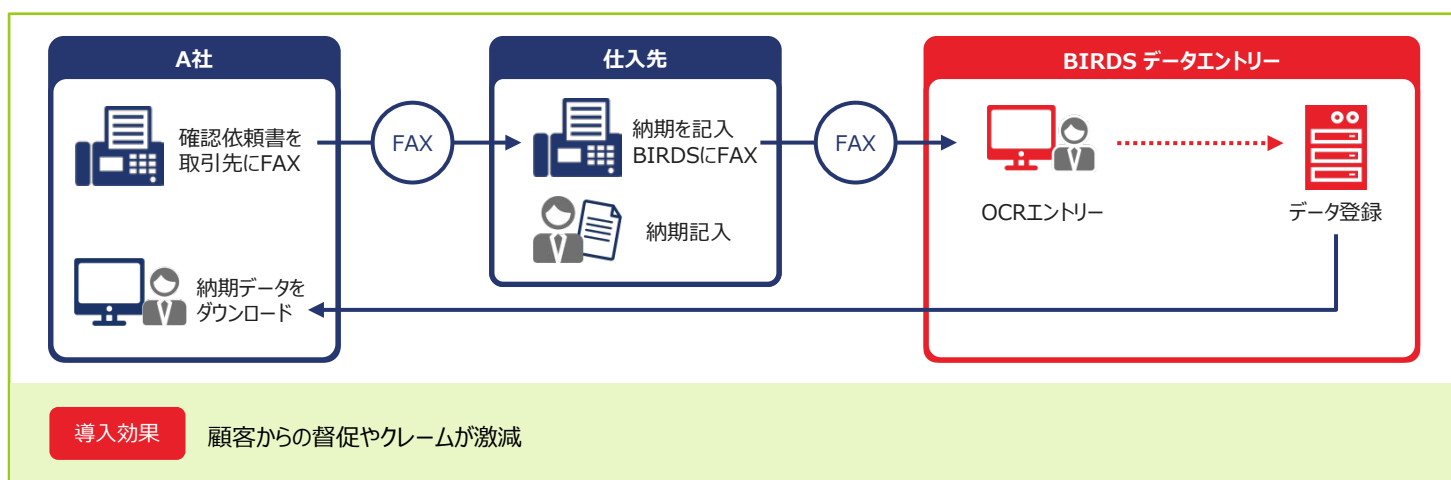 A社
確認依頼書を
取引先にFAX
納期データを
ダウンロード
FAX
仕入先
納期を記入
BIRDSにFAX
納期記入
FAX
BIRDS データエントリー
OCRエントリー
データ登録
導入効果
顧客からの督促やクレームが激減